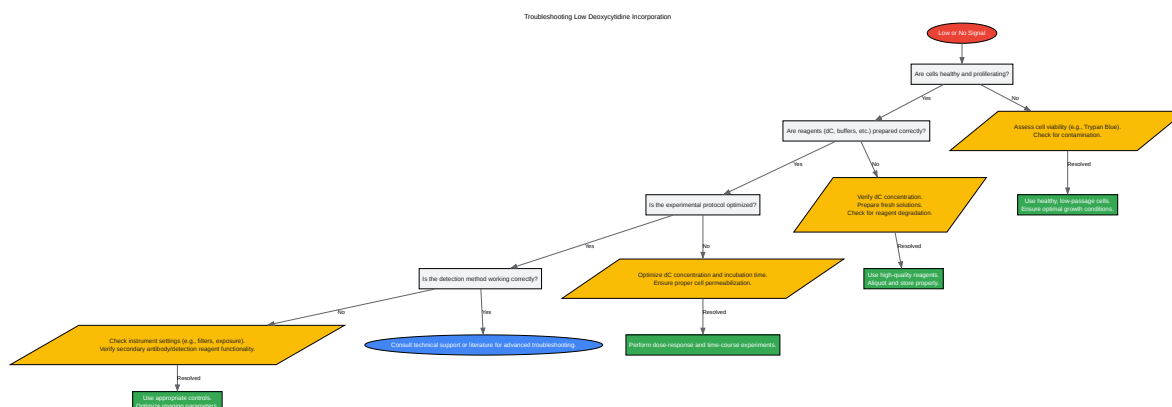 Troubleshooting Low Deoxycytidine Incorporation
Low or No Signal
Are cells healthy and proliferating?
Yes
No
Are reagents (dC, buffers, etc.) prepared correctly?
Assess cell viability (e.g., Trypan Blue).
Check for contamination.
Yes
No
Resolved
Is the experimental protocol optimized?
Verify dC concentration.
Prepare fresh solutions.
Check for reagent degradation.
Use healthy, low-passage cells.
Ensure optimal growth conditions.
Yes
No
Resolved
Is the detection method working correctly?
Optimize dC concentration and incubation time.
Ensure proper cell permeabilization.
Use high-quality reagents.
Aliquot and store properly.
No
Yes
Resolved
Check instrument settings (e.g., filters, exposure).
Verify secondary antibody/detection reagent functionality.
Consult technical support or literature for advanced troubleshooting.
Perform dose-response and time-course experiments.
Resolved
Use appropriate controls.
Optimize imaging parameters.